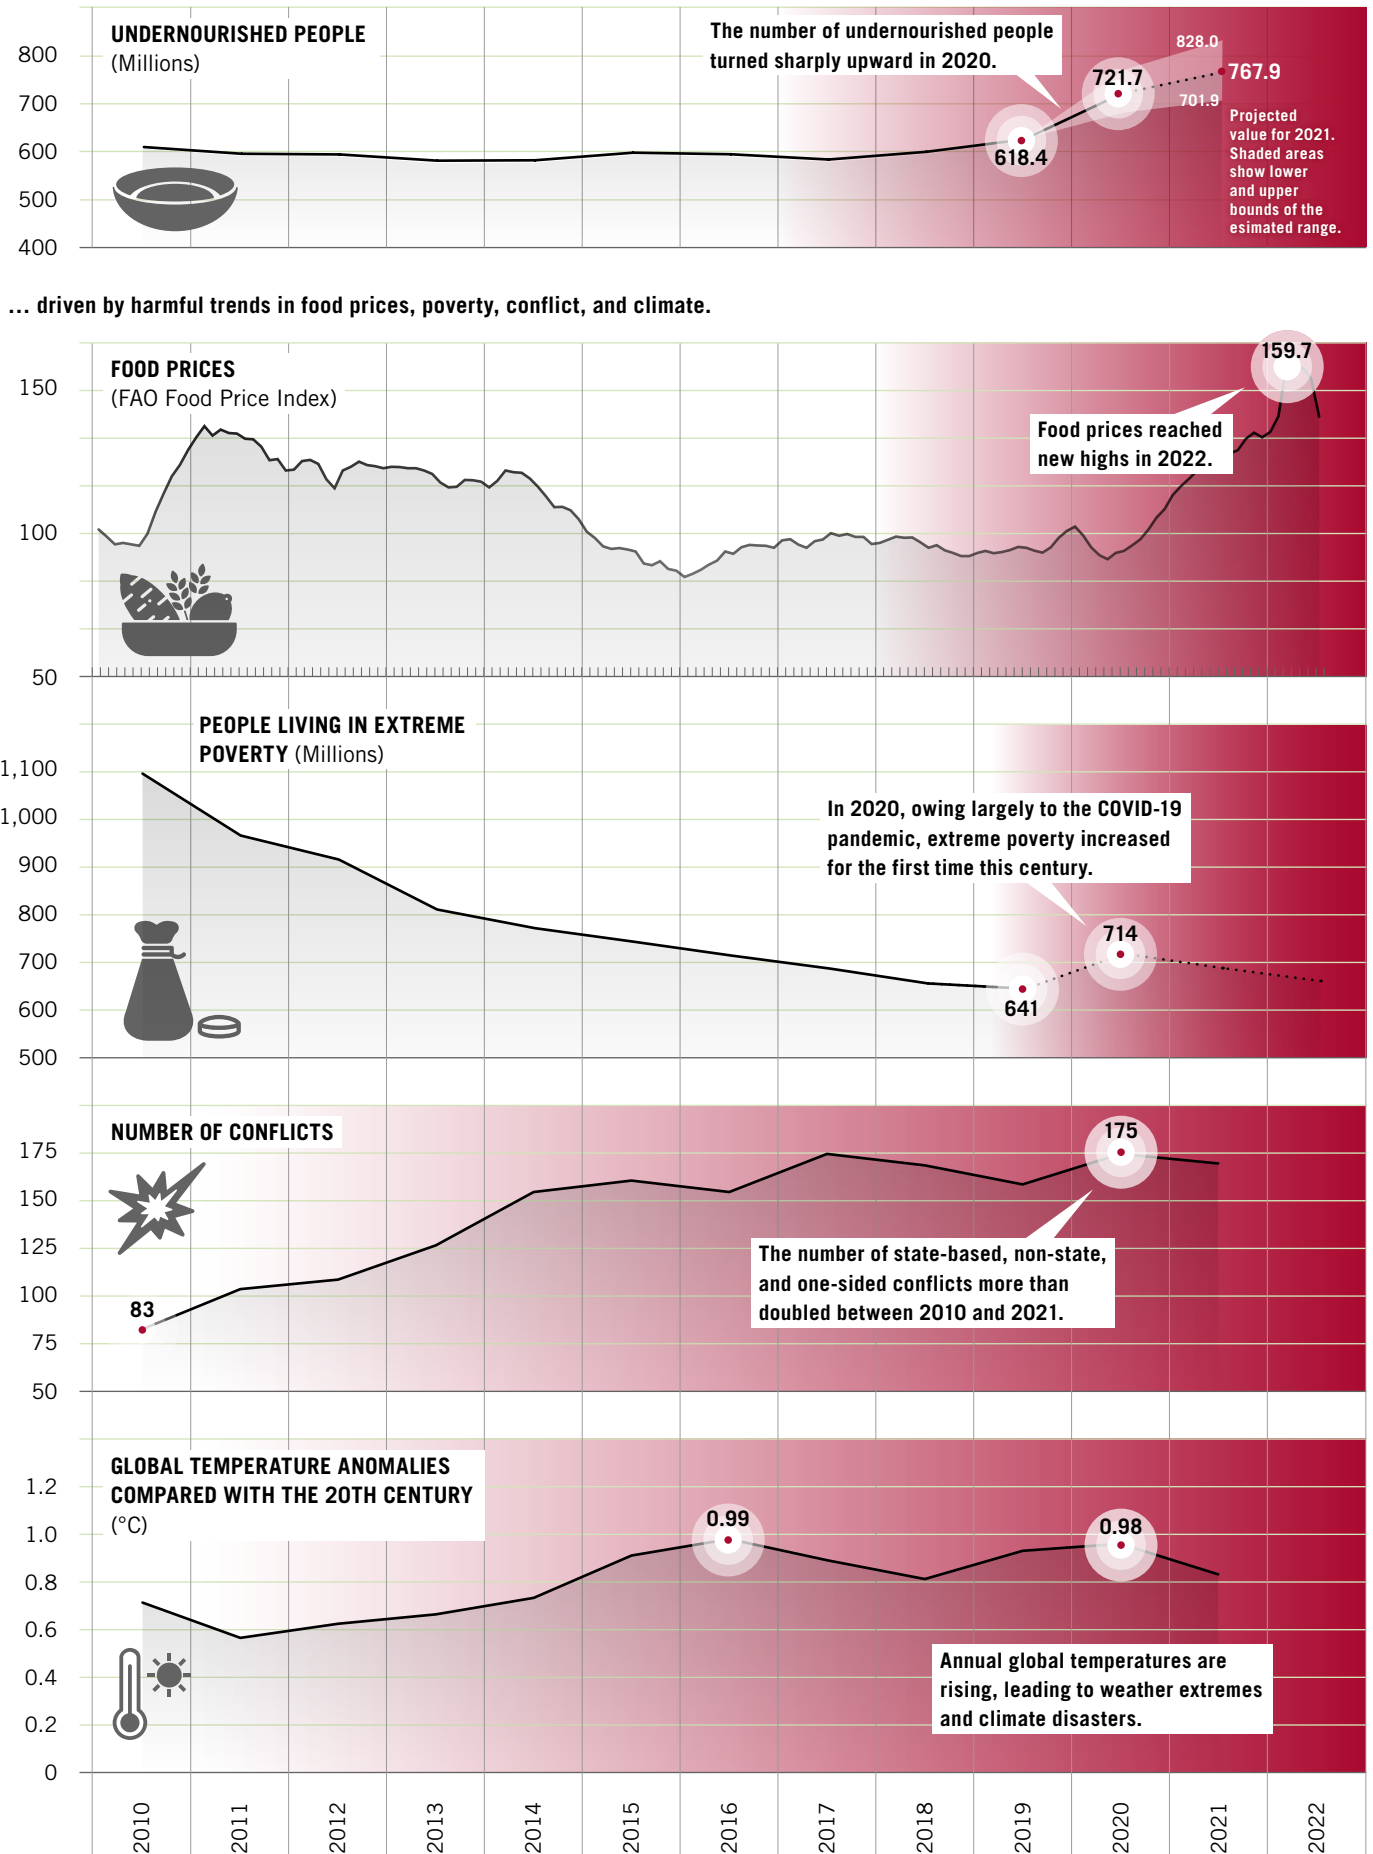 UNDERNOURISHED PEOPLE
(Millions)
The number of undernourished people
turned sharply upward in 2020.
800
700
600
500
400
618.4
721.7
828.0
767.9
701.9
Projected
value for 2021.
Shaded areas
show lower
and upper
bounds of the
esimated range.
... driven by harmful trends in food prices, poverty, conflict, and climate.
FOOD PRICES
(FAO Food Price Index)
150
100
50
159.7
Food prices reached
new highs in 2022.
PEOPLE LIVING IN EXTREME
POVERTY (Millions)
1,100
1,000
900
800
700
600
500
In 2020, owing largely to the COVID-19
pandemic, extreme poverty increased
for the first time this century.
714
641
NUMBER OF CONFLICTS
175
150
125
100
75
50
83
175
The number of state-based, non-state,
and one-sided conflicts more than
doubled between 2010 and 2021.
GLOBAL TEMPERATURE ANOMALIES
COMPARED WITH THE 20TH CENTURY
(°C)
1.2
1.0
0.8
0.6
0.4
0.2
0
0.99
0.98
Annual global temperatures are
rising, leading to weather extremes
and climate disasters.
2010
2011
2012
2013
2014
2015
2016
2017
2018
2019
2020
2021
2022